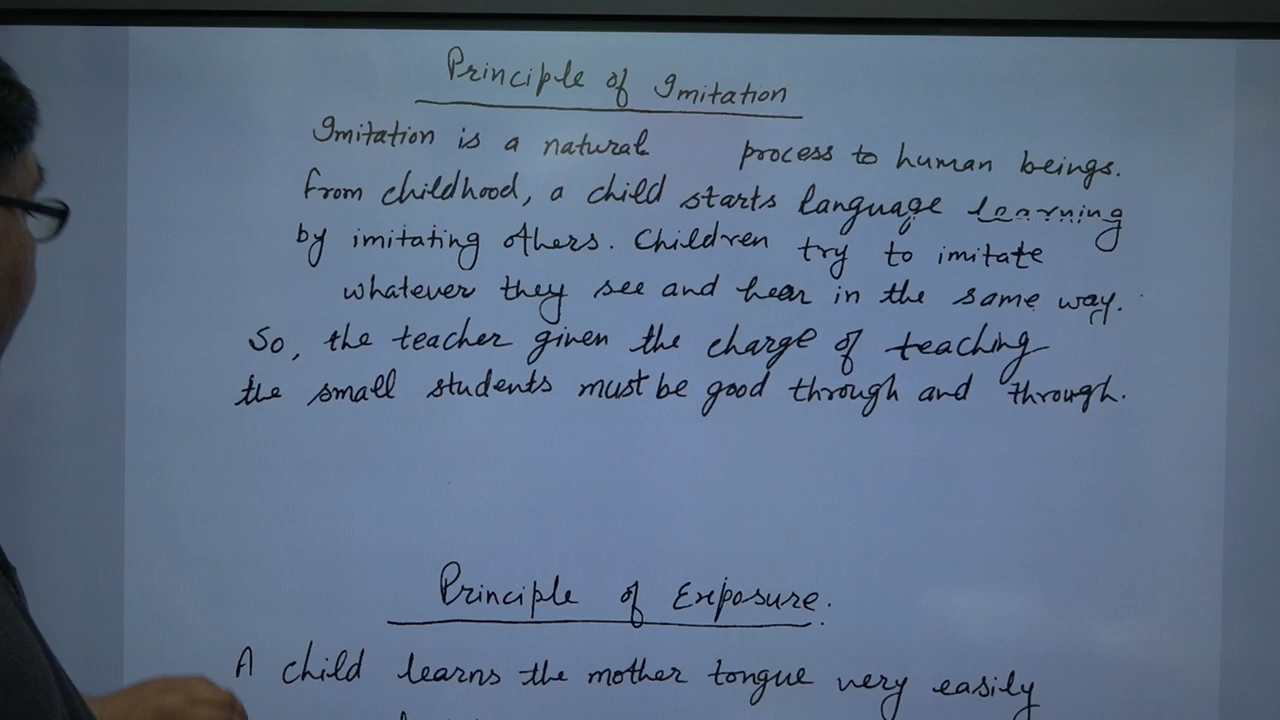 Principle of Imitation
Imitation is a natural process to human beings.
From childhood, a child starts language learning
by imitating others. Children try to imitate
whatever they see and hear in the same way.
So, the teacher given the charge of teaching
the small students must be good through and through.
Principle of Exposure.
A child learns the mother tongue very easily